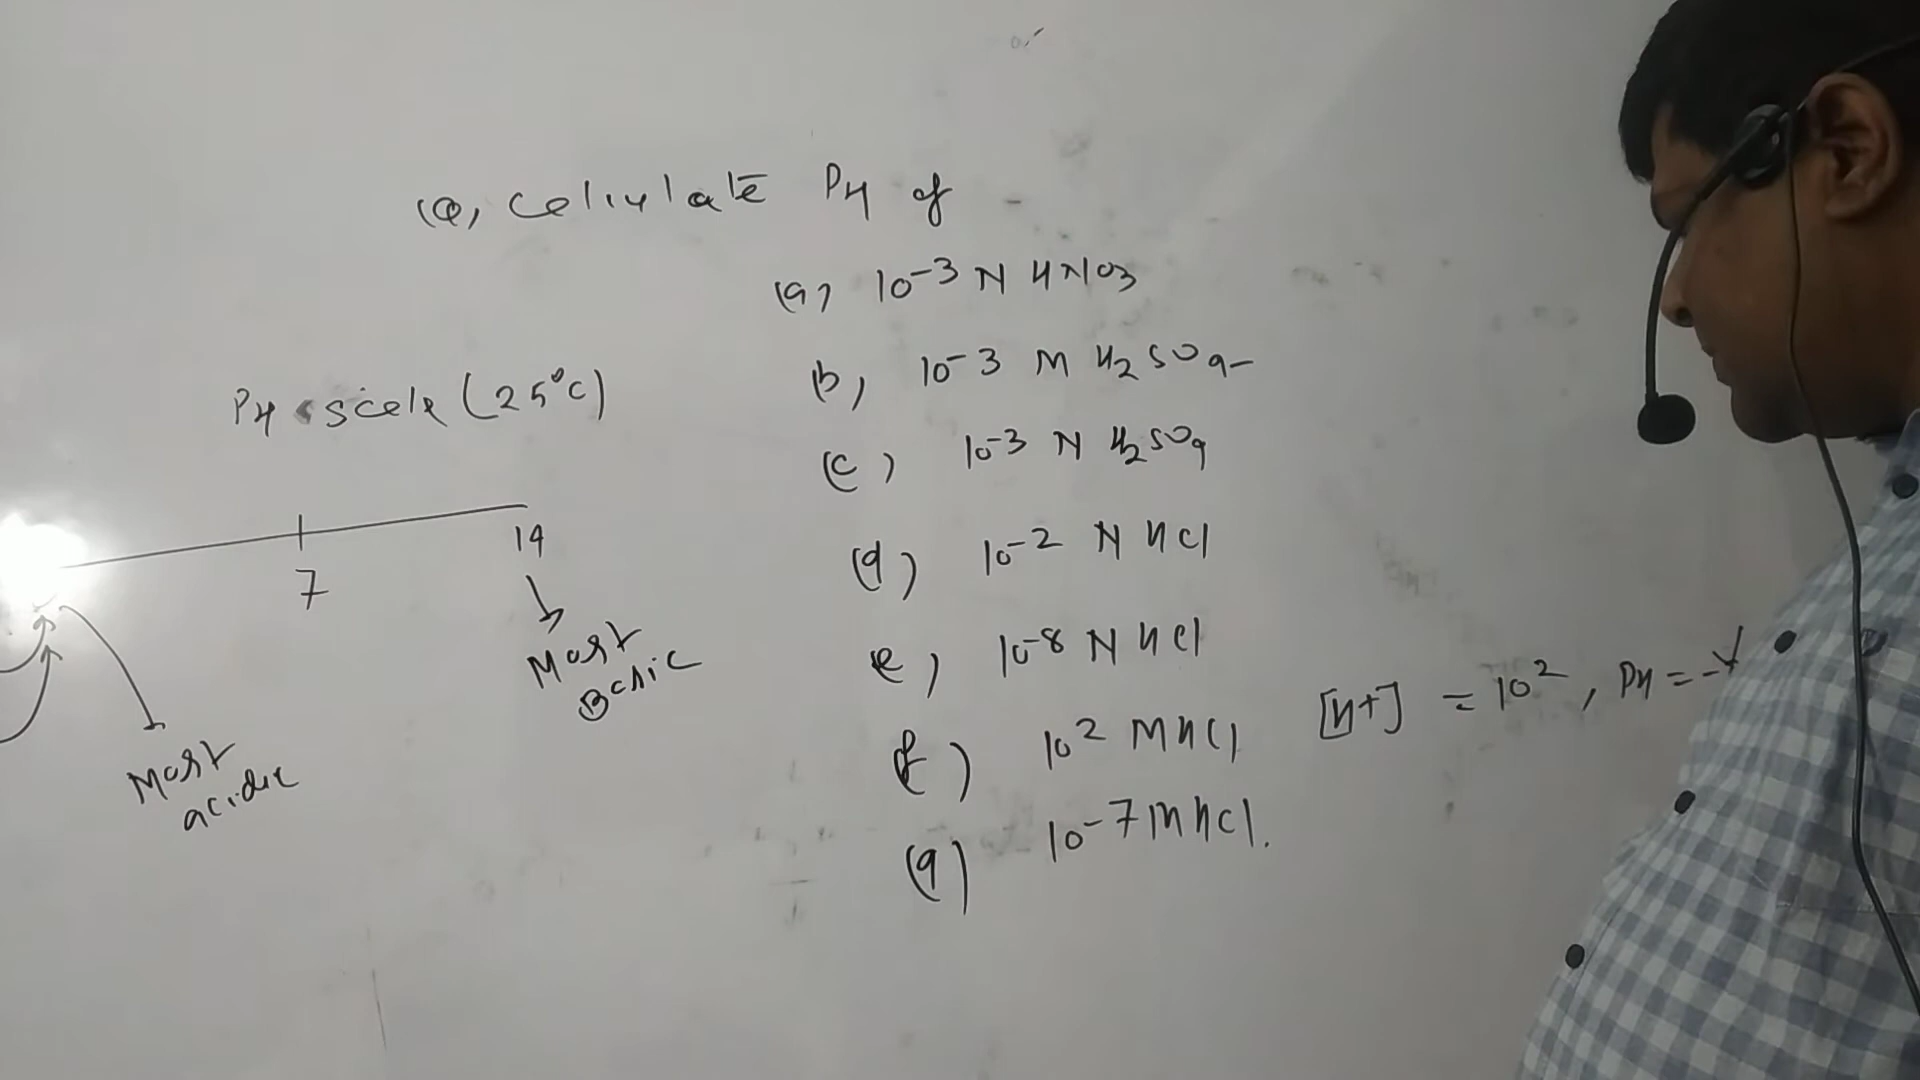 (Q, Calculate PH of -
(a) 10⁻³ N HNO3
(b) 10⁻³ M H2SO4
PH scale (25°C)
(c) 10⁻³ N H2SO4
7
14
(d) 10⁻² N HCl
Most
Basic
(e) 10⁻⁸ N HCl
(f) 10² M HCl [H+] = 10², PH = -
Most
acidic
(g) 10⁻⁷ M HCl.